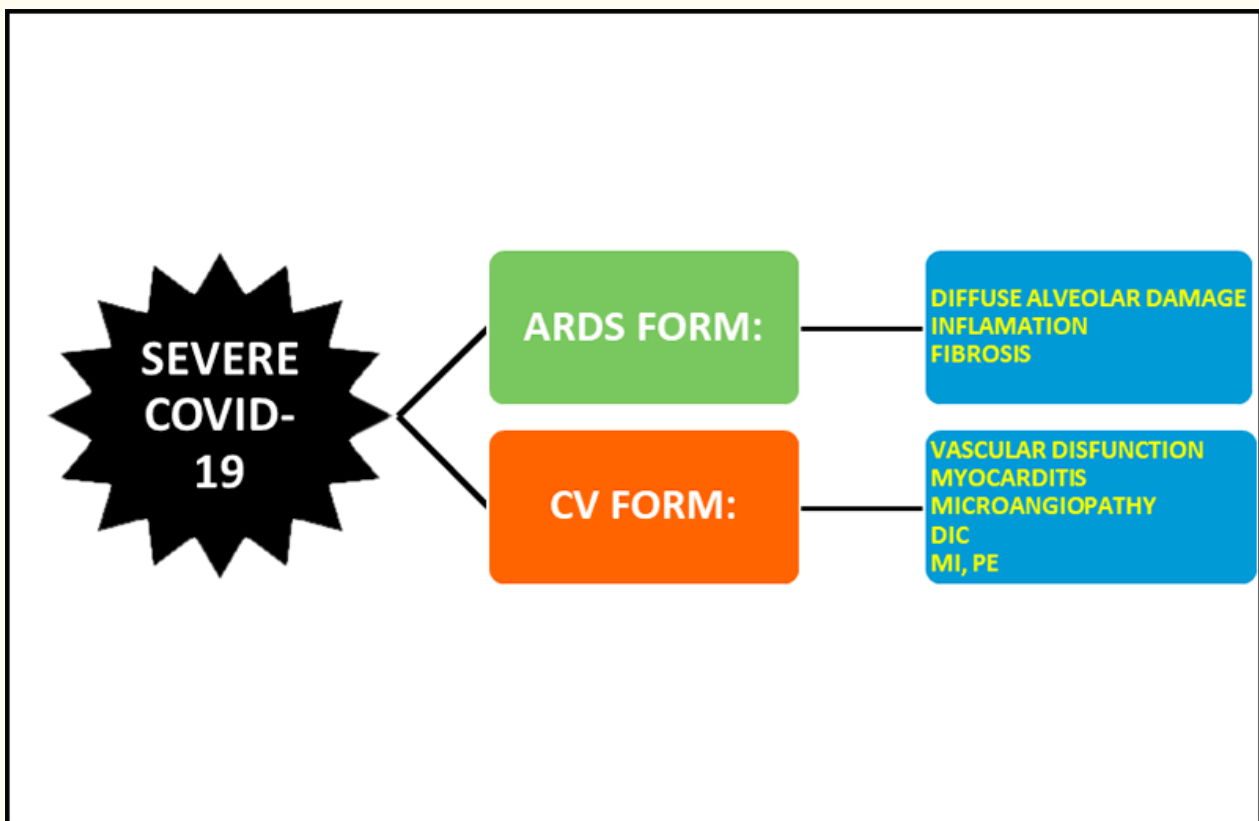 SEVERE
COVID-
19
ARDS FORM:
DIFFUSE ALVEOLAR DAMAGE
INFLAMATION
FIBROSIS
CV FORM:
VASCULAR DISFUNCTION
MYOCARDITIS
MICROANGIOPATHY
DIC
MI, PE